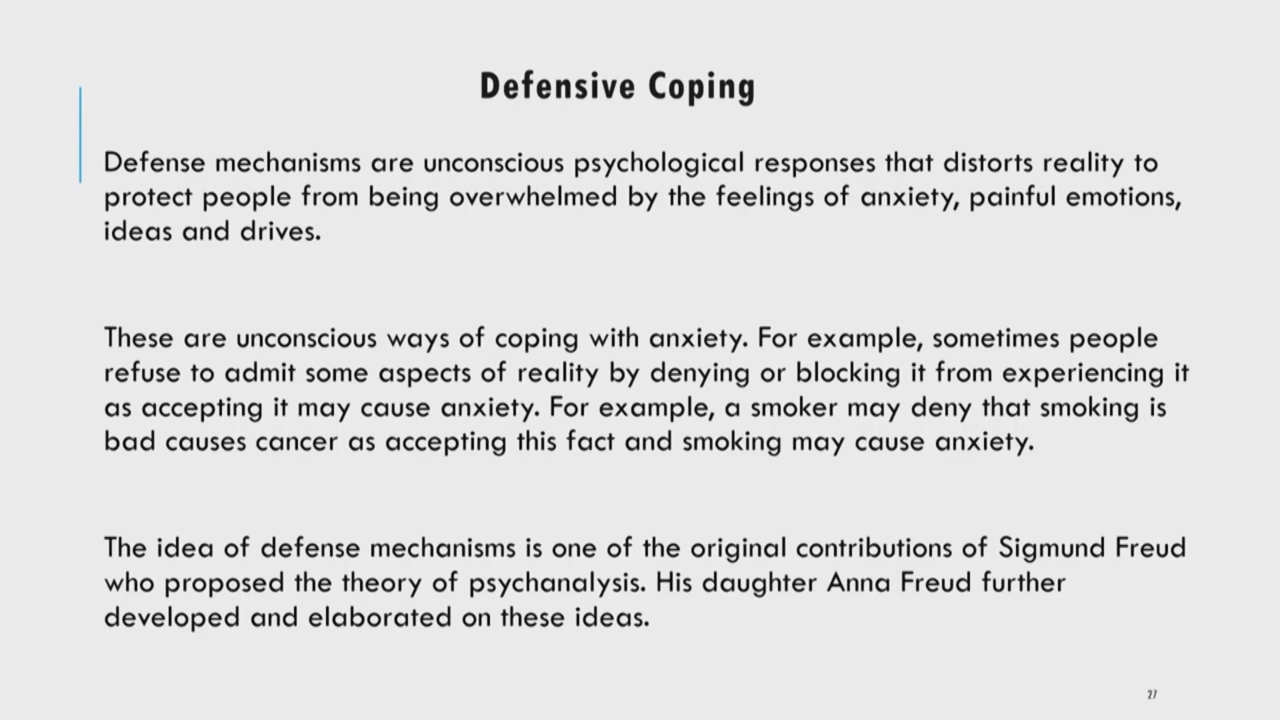 Defensive Coping
Defense mechanisms are unconscious psychological responses that distorts reality to
protect people from being overwhelmed by the feelings of anxiety, painful emotions,
ideas and drives.
These are unconscious ways of coping with anxiety. For example, sometimes people
refuse to admit some aspects of reality by denying or blocking it from experiencing it
as accepting it may cause anxiety. For example, a smoker may deny that smoking is
bad causes cancer as accepting this fact and smoking may cause anxiety.
The idea of defense mechanisms is one of the original contributions of Sigmund Freud
who proposed the theory of psychanalysis. His daughter Anna Freud further
developed and elaborated on these ideas.
27